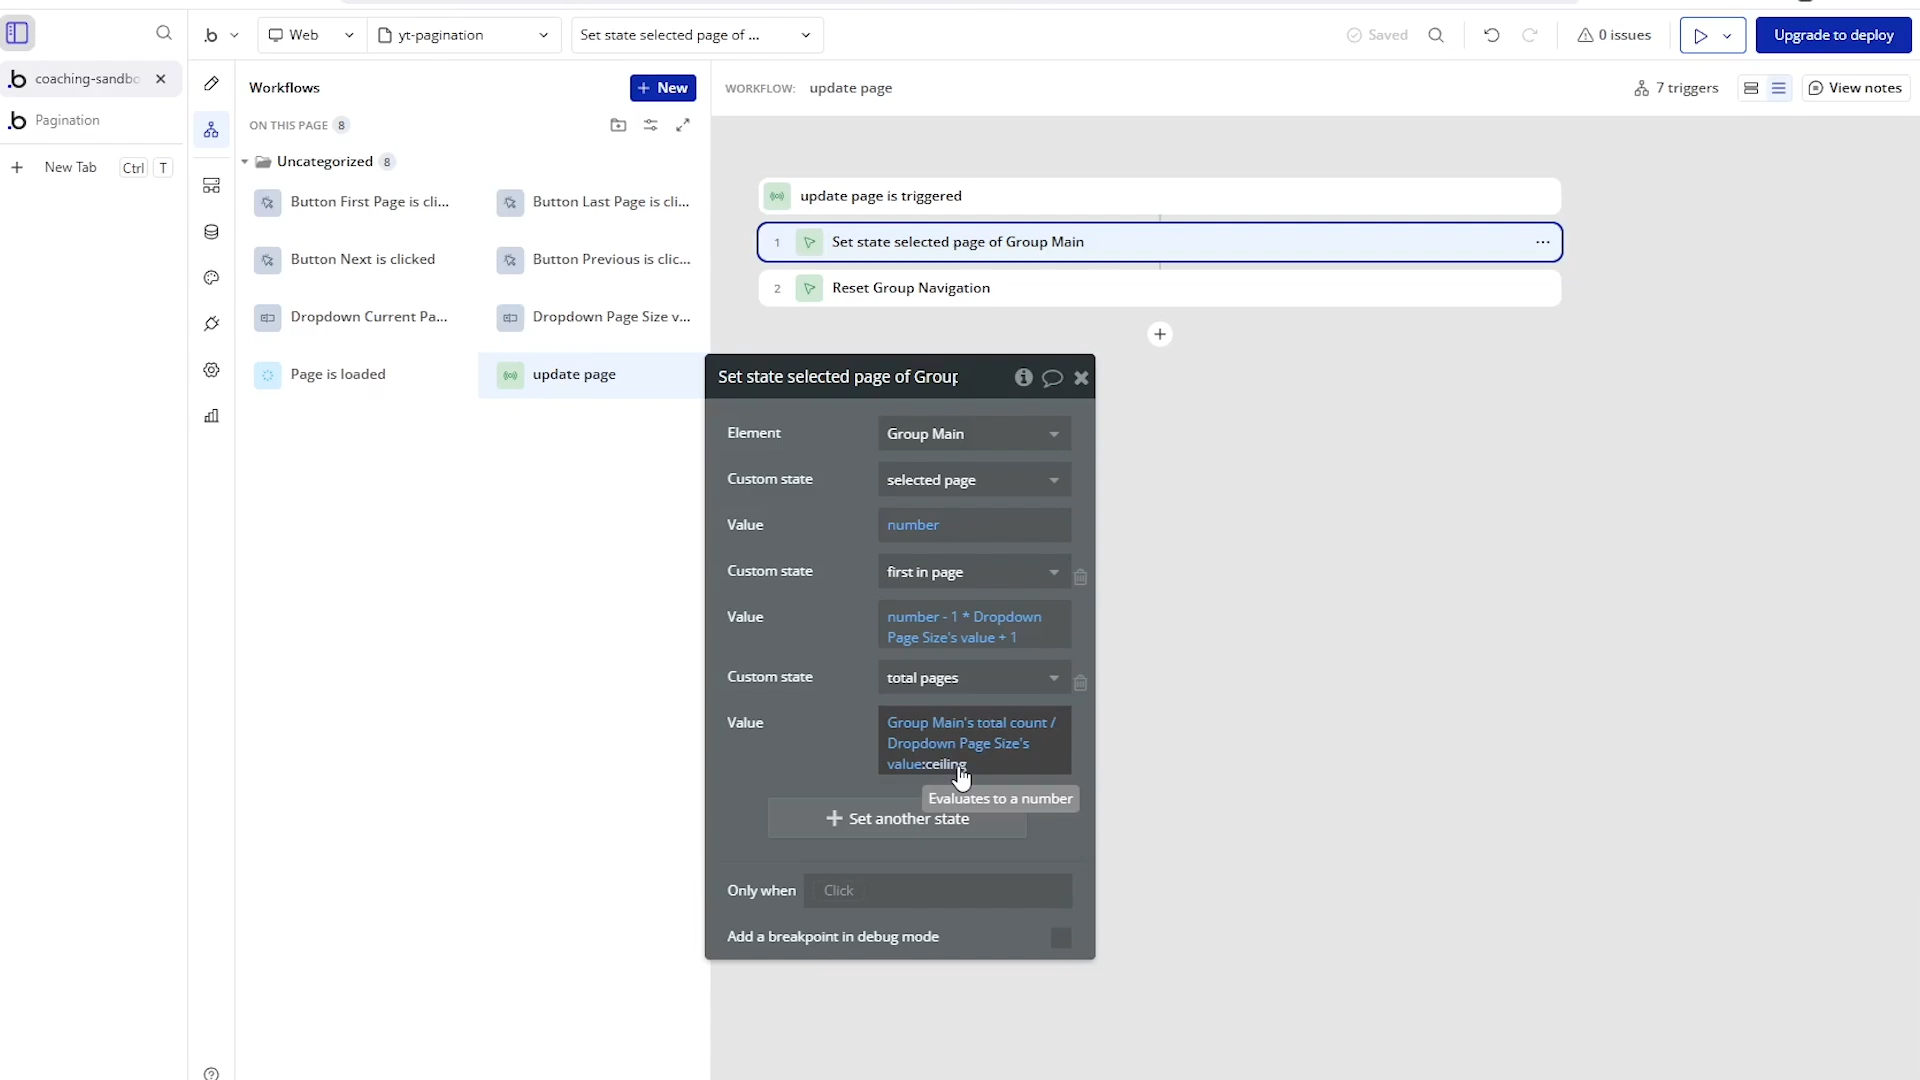 Web
yt-pagination
Set state selected page of ...
Saved
0 issues
Upgrade to deploy
coaching-sandbo
Pagination
New Tab
Ctrl
T
Workflows
New
ON THIS PAGE
8
Uncategorized
8
Button First Page is cli...
Button Last Page is cli...
Button Next is clicked
Button Previous is clic...
Dropdown Current Pa...
Dropdown Page Size v...
Page is loaded
update page
WORKFLOW: update page
7 triggers
View notes
update page is triggered
1
Set state selected page of Group Main
...
2
Reset Group Navigation
Set state selected page of Group
Element
Group Main
Custom state
selected page
Value
number
Custom state
first in page
Value
number - 1 * Dropdown
Page Size's value + 1
Custom state
total pages
Value
Group Main's total count /
Dropdown Page Size's
value:ceiling
Evaluates to a number
Set another state
Only when
Click
Add a breakpoint in debug mode